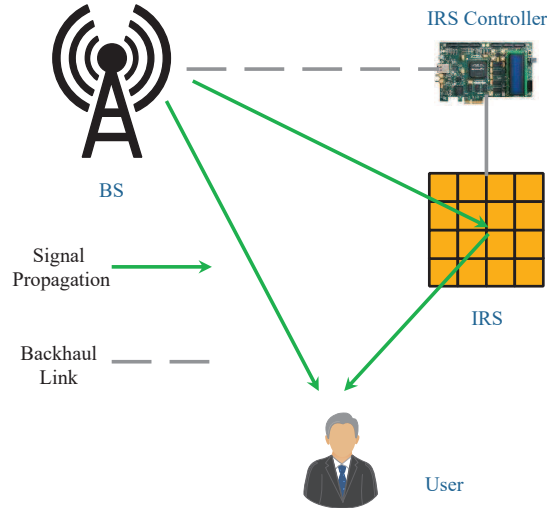 IRS Controller
BS
Signal
Propagation
IRS
Backhaul
Link
User